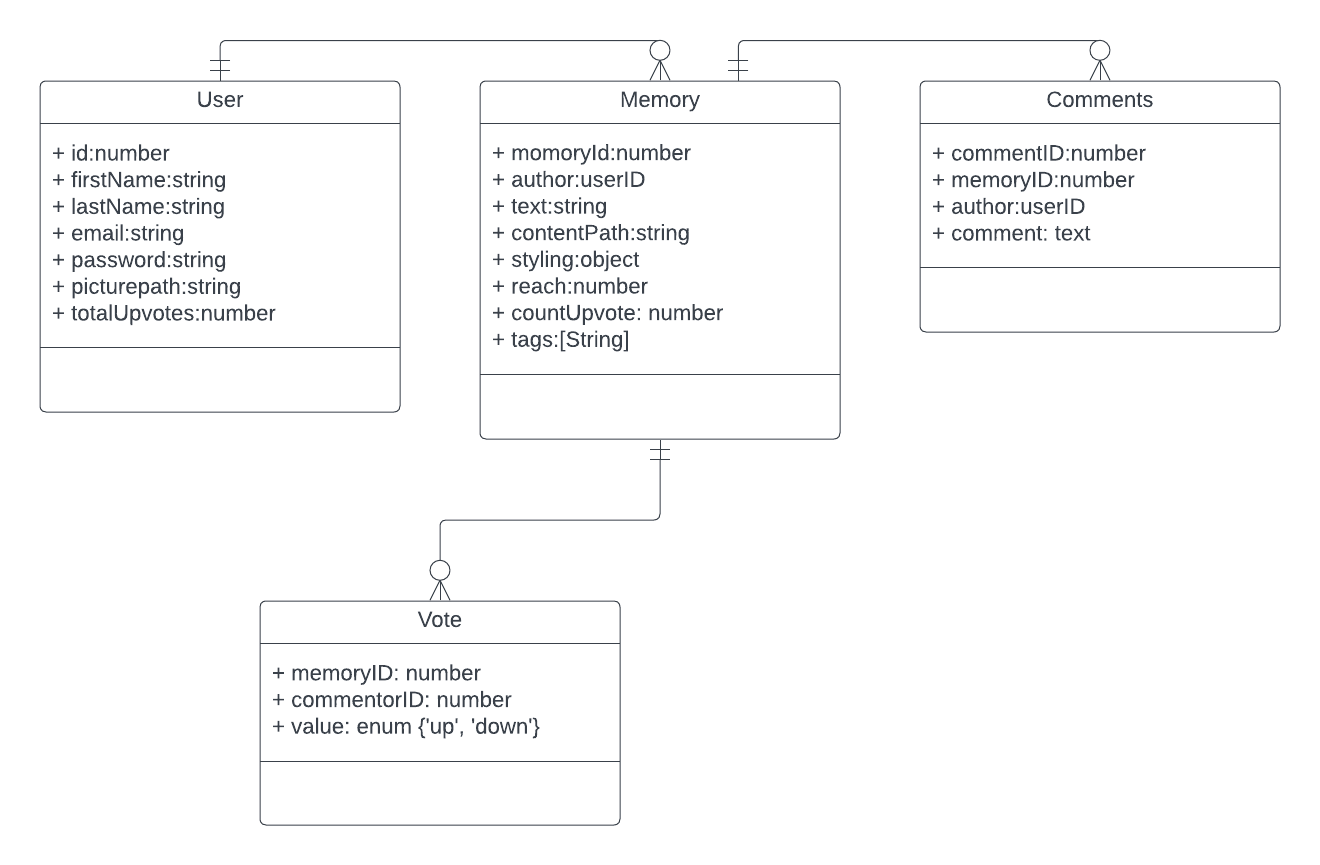 User
+ id:number
+ firstName:string
+ lastName:string
+ email:string
+ password:string
+ picturepath:string
+ totalUpvotes:number
Memory
+ momoryId:number
+ author:userID
+ text:string
+ contentPath:string
+ styling:object
+ reach:number
+ countUpvote: number
+ tags:[String]
Comments
+ commentID:number
+ memoryID:number
+ author:userID
+ comment: text
Vote
+ memoryID: number
+ commentorID: number
+ value: enum {'up', 'down'}